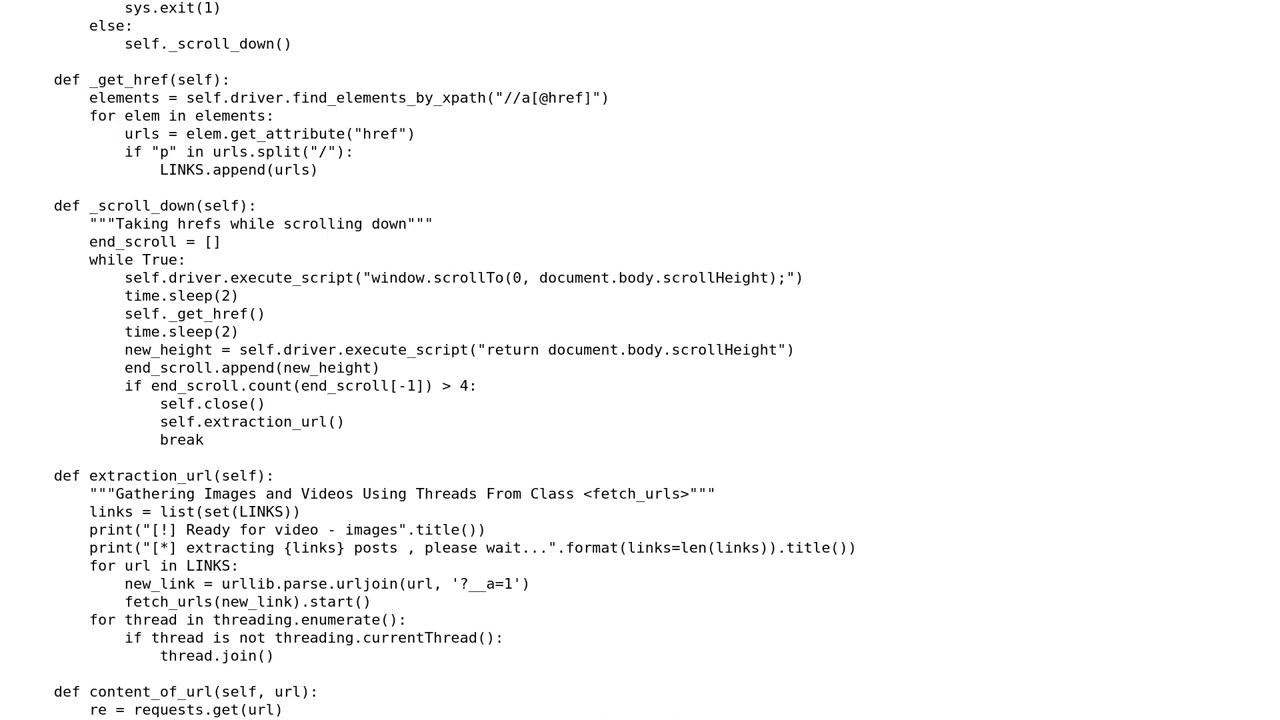 sys.exit(1)
        else:
            self._scroll_down()

    def _get_href(self):
        elements = self.driver.find_elements_by_xpath("//a[@href]")
        for elem in elements:
            urls = elem.get_attribute("href")
            if "p" in urls.split("/"):
                LINKS.append(urls)

    def _scroll_down(self):
        """Taking hrefs while scrolling down"""
        end_scroll = []
        while True:
            self.driver.execute_script("window.scrollTo(0, document.body.scrollHeight);")
            time.sleep(2)
            self._get_href()
            time.sleep(2)
            new_height = self.driver.execute_script("return document.body.scrollHeight")
            end_scroll.append(new_height)
            if end_scroll.count(end_scroll[-1]) > 4:
                self.close()
                self.extraction_url()
                break

    def extraction_url(self):
        """Gathering Images and Videos Using Threads From Class <fetch_urls>"""
        links = list(set(LINKS))
        print("[!] Ready for video - images".title())
        print("[*] extracting {links} posts , please wait...".format(links=len(links)).title())
        for url in LINKS:
            new_link = urllib.parse.urljoin(url, '?__a=1')
            fetch_urls(new_link).start()
        for thread in threading.enumerate():
            if thread is not threading.currentThread():
                thread.join()

    def content_of_url(self, url):
        re = requests.get(url)